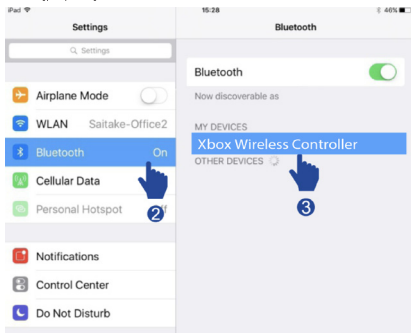 iPad
15:28
46%
Settings
Bluetooth
Settings
Bluetooth
Now discoverable as
Airplane Mode
WLAN Saitake-Office2
MY DEVICES
Xbox Wireless Controller
Bluetooth On
OTHER DEVICES
Cellular Data
Personal Hotspot
2
3
Notifications
Control Center
Do Not Disturb